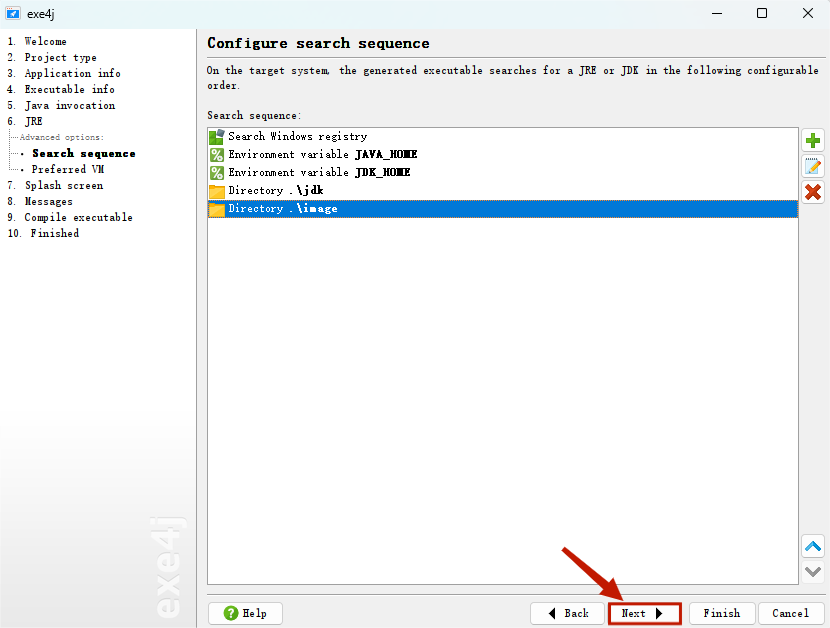 exe4j
1. Welcome
2. Project type
3. Application info
4. Executable info
5. Java invocation
6. JRE
Advanced options:
Search sequence
Preferred VM
7. Splash screen
8. Messages
9. Compile executable
10. Finished
exe4j
Configure search sequence
On the target system, the generated executable searches for a JRE or JDK in the following configurable
order.
Search sequence:
Search Windows registry
Environment variable JAVA_HOME
Environment variable JDK_HOME
Directory .\jdk
Directory .\image
Help
Back
Next
Finish
Cancel